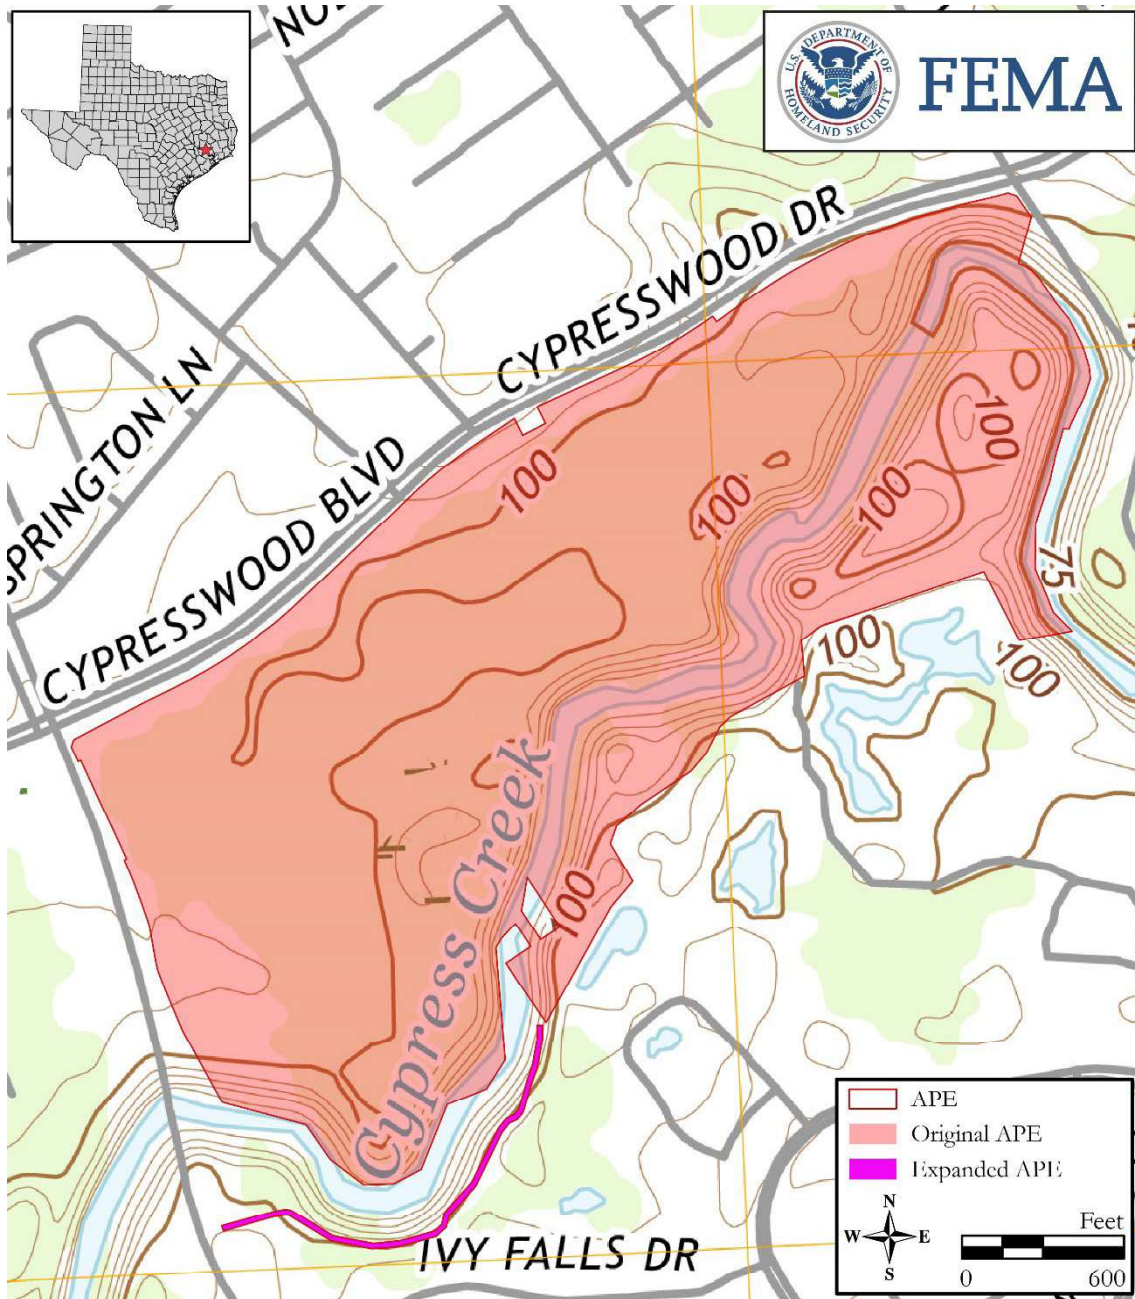 NO
U.S. DEPARTMENT OF
HOMELAND SECURITY
FEMA
CYPRESSWOOD DR
SPRINGTON LN
CYPRESSWOOD BLVD
100
100
100
100
75
100
100
Cypress Creek
100
IVY FALLS DR
APE
Original APE
Expanded APE
N
W
E
S
Feet
0
600